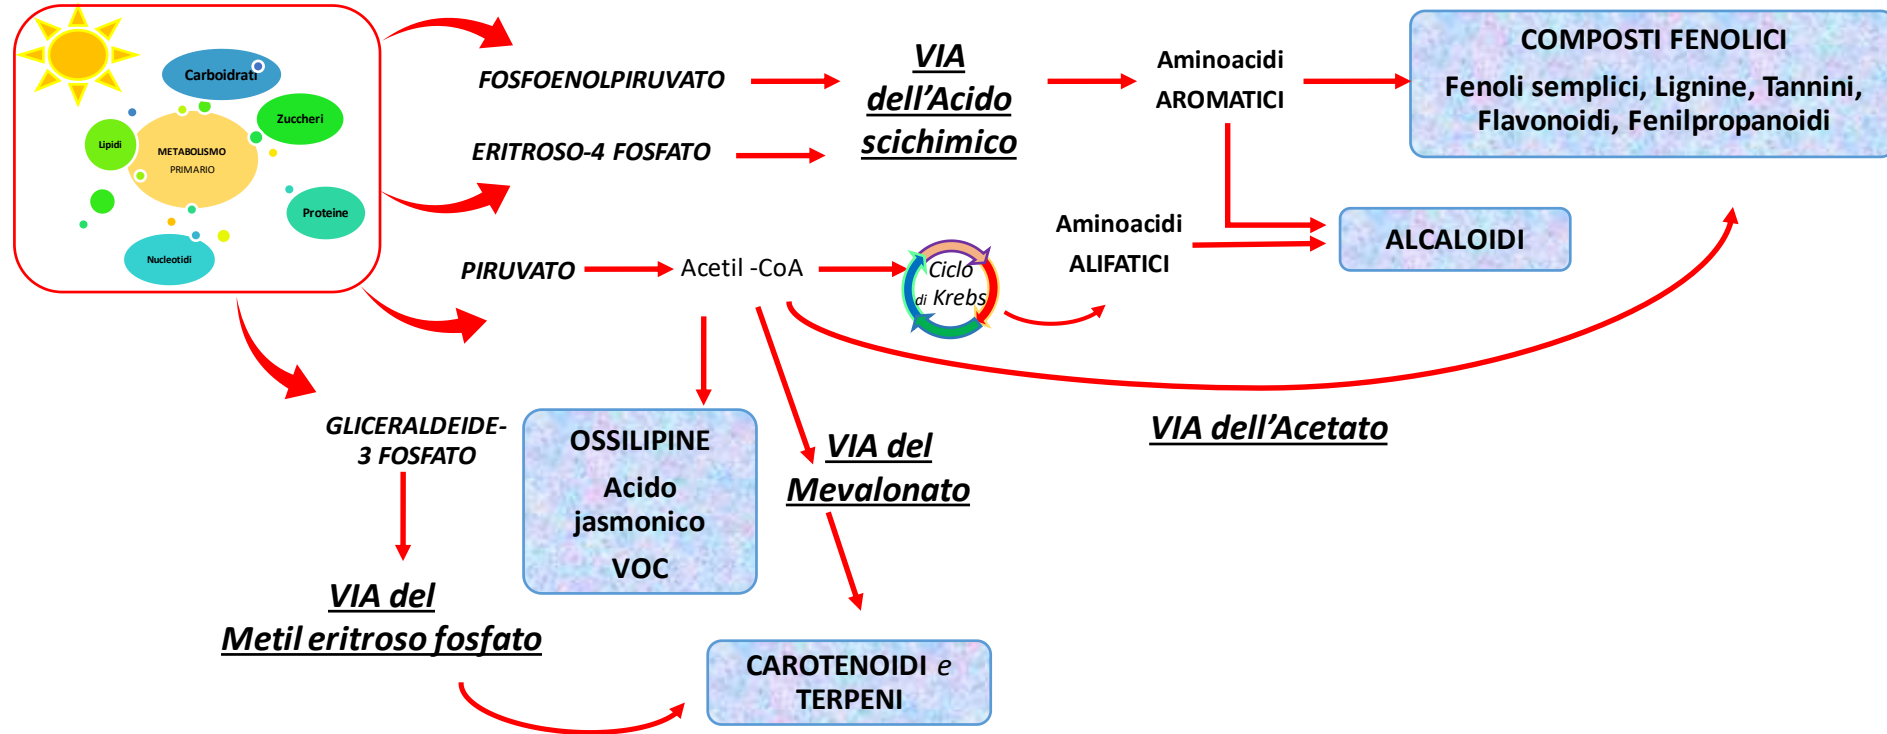 Carboidrati
Zuccheri
Lipidi
METABOLISMO
PRIMARIO
Proteine
Nucleotidi
FOSFOENOLPIRUVATO
ERITROSO-4 FOSFATO
PIRUVATO
Acetil -CoA
VIA
dell'Acido
scichimico
Aminoacidi
AROMATICI
COMPOSTI FENOLICI
Fenoli semplici, Lignine, Tannini,
Flavonoidi, Fenilpropanoidi
Ciclo
di Krebs
Aminoacidi
ALIFATICI
ALCALOIDI
GLICERALDEIDE-
3 FOSFATO
OSSILIPINE
Acido
jasmonico
VOC
VIA del
Mevalonato
VIA dell'Acetato
VIA del
Metil eritroso fosfato
CAROTENOIDI e
TERPENI